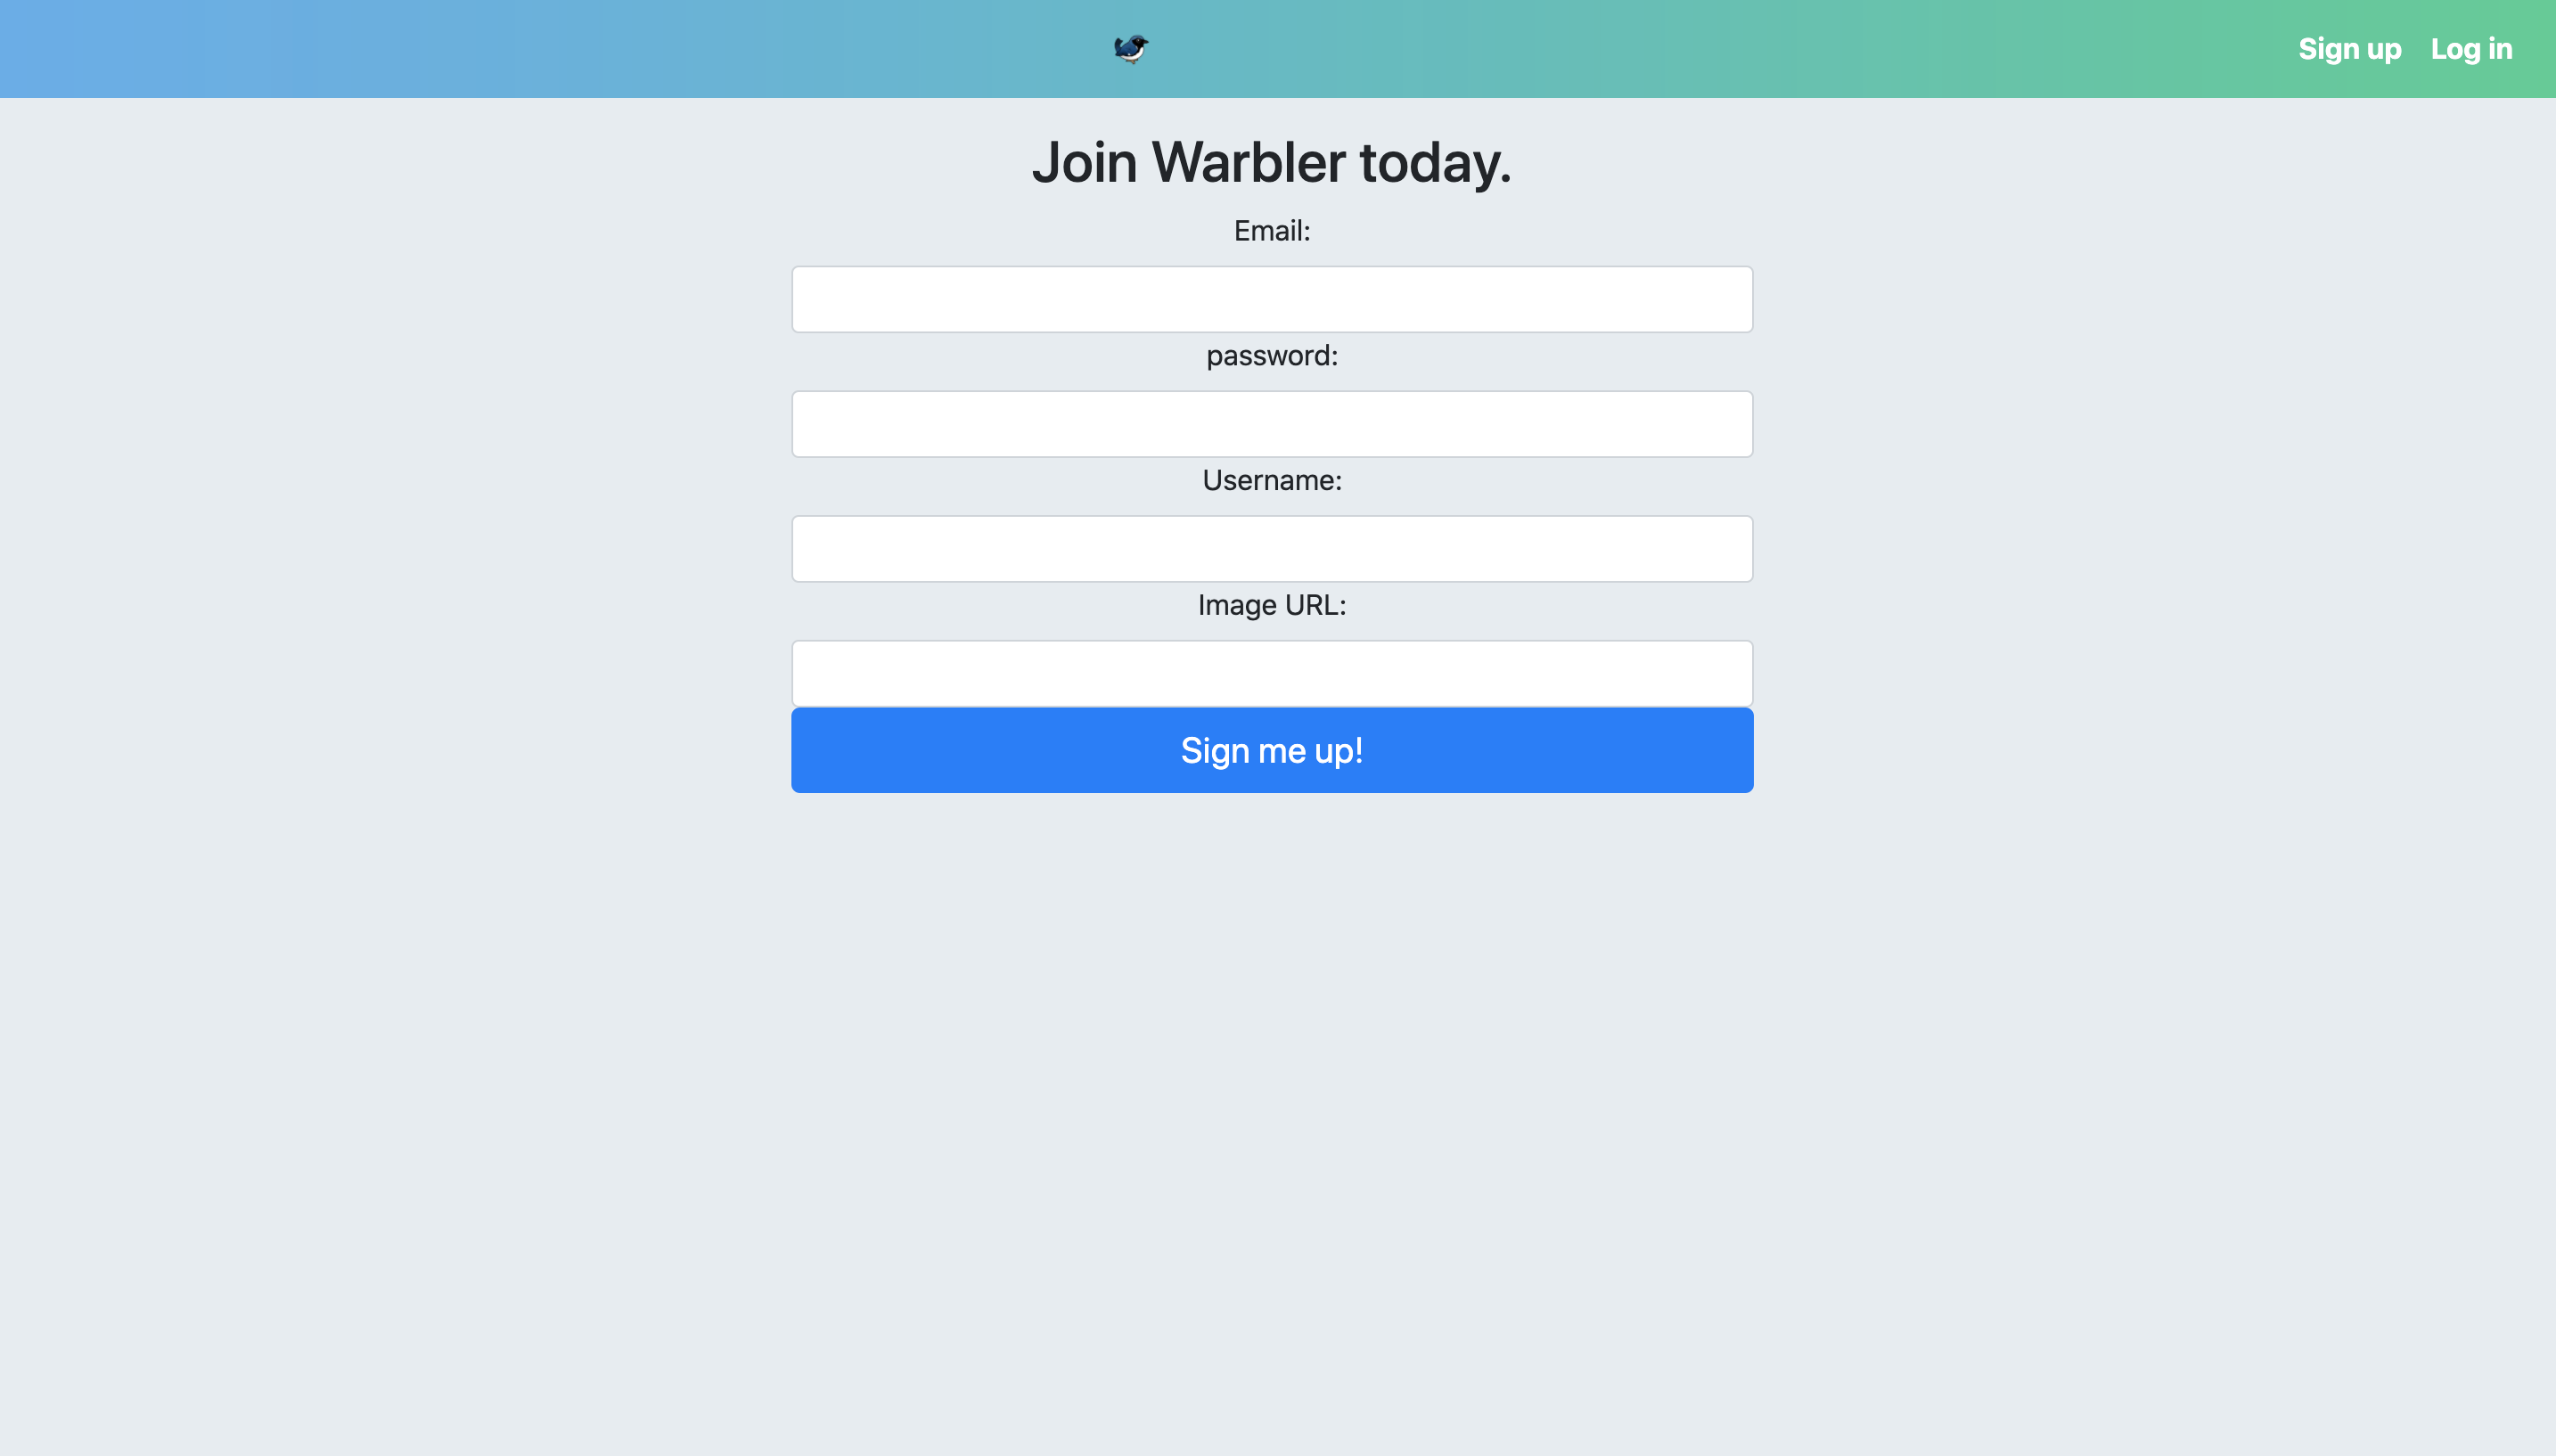 Sign up Log in
Join Warbler today.
Email:
password:
Username:
Image URL:
Sign me up!